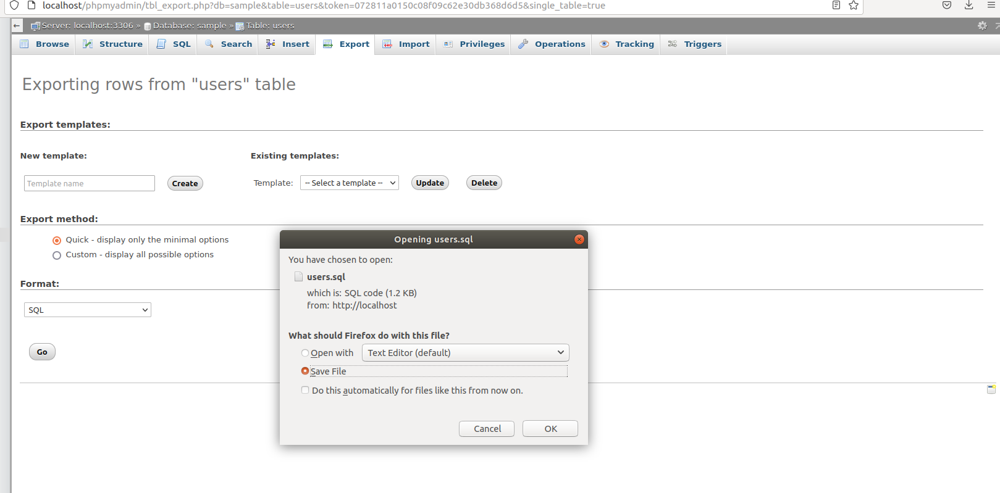 localhost/phpmyadmin/tbl_export.php?db=sample&table=users&token=072811a0150c08f09c62e30db368d6d5&single_table=true
Server: localhost:3306 » Database: sample » Table: users
Browse Structure SQL Search Insert Export Import Privileges Operations Tracking Triggers
Exporting rows from "users" table
Export templates:
New template: Existing templates:
Template name Create Template: -- Select a template -- Update Delete
Export method:
Quick - display only the minimal options
Custom - display all possible options
Format:
SQL
Go
Opening users.sql
You have chosen to open:
users.sql
which is: SQL code (1.2 KB)
from: http://localhost
What should Firefox do with this file?
Open with Text Editor (default)
Save File
Do this automatically for files like this from now on.
Cancel OK